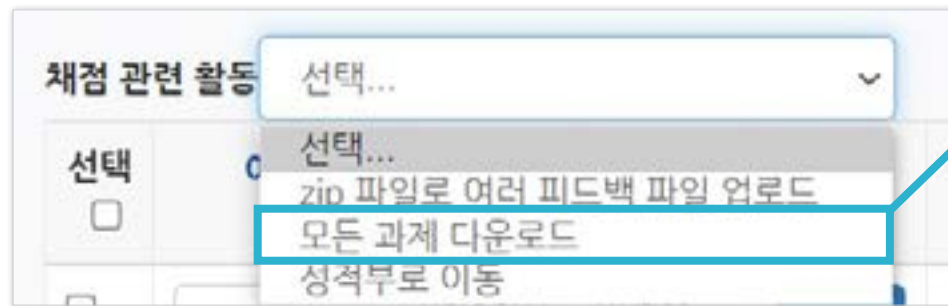 채점 관련 활동 선택...
선택 선택...
zip 파일로 여러 피드백 파일 업로드
모든 과제 다운로드
성적부로 이동